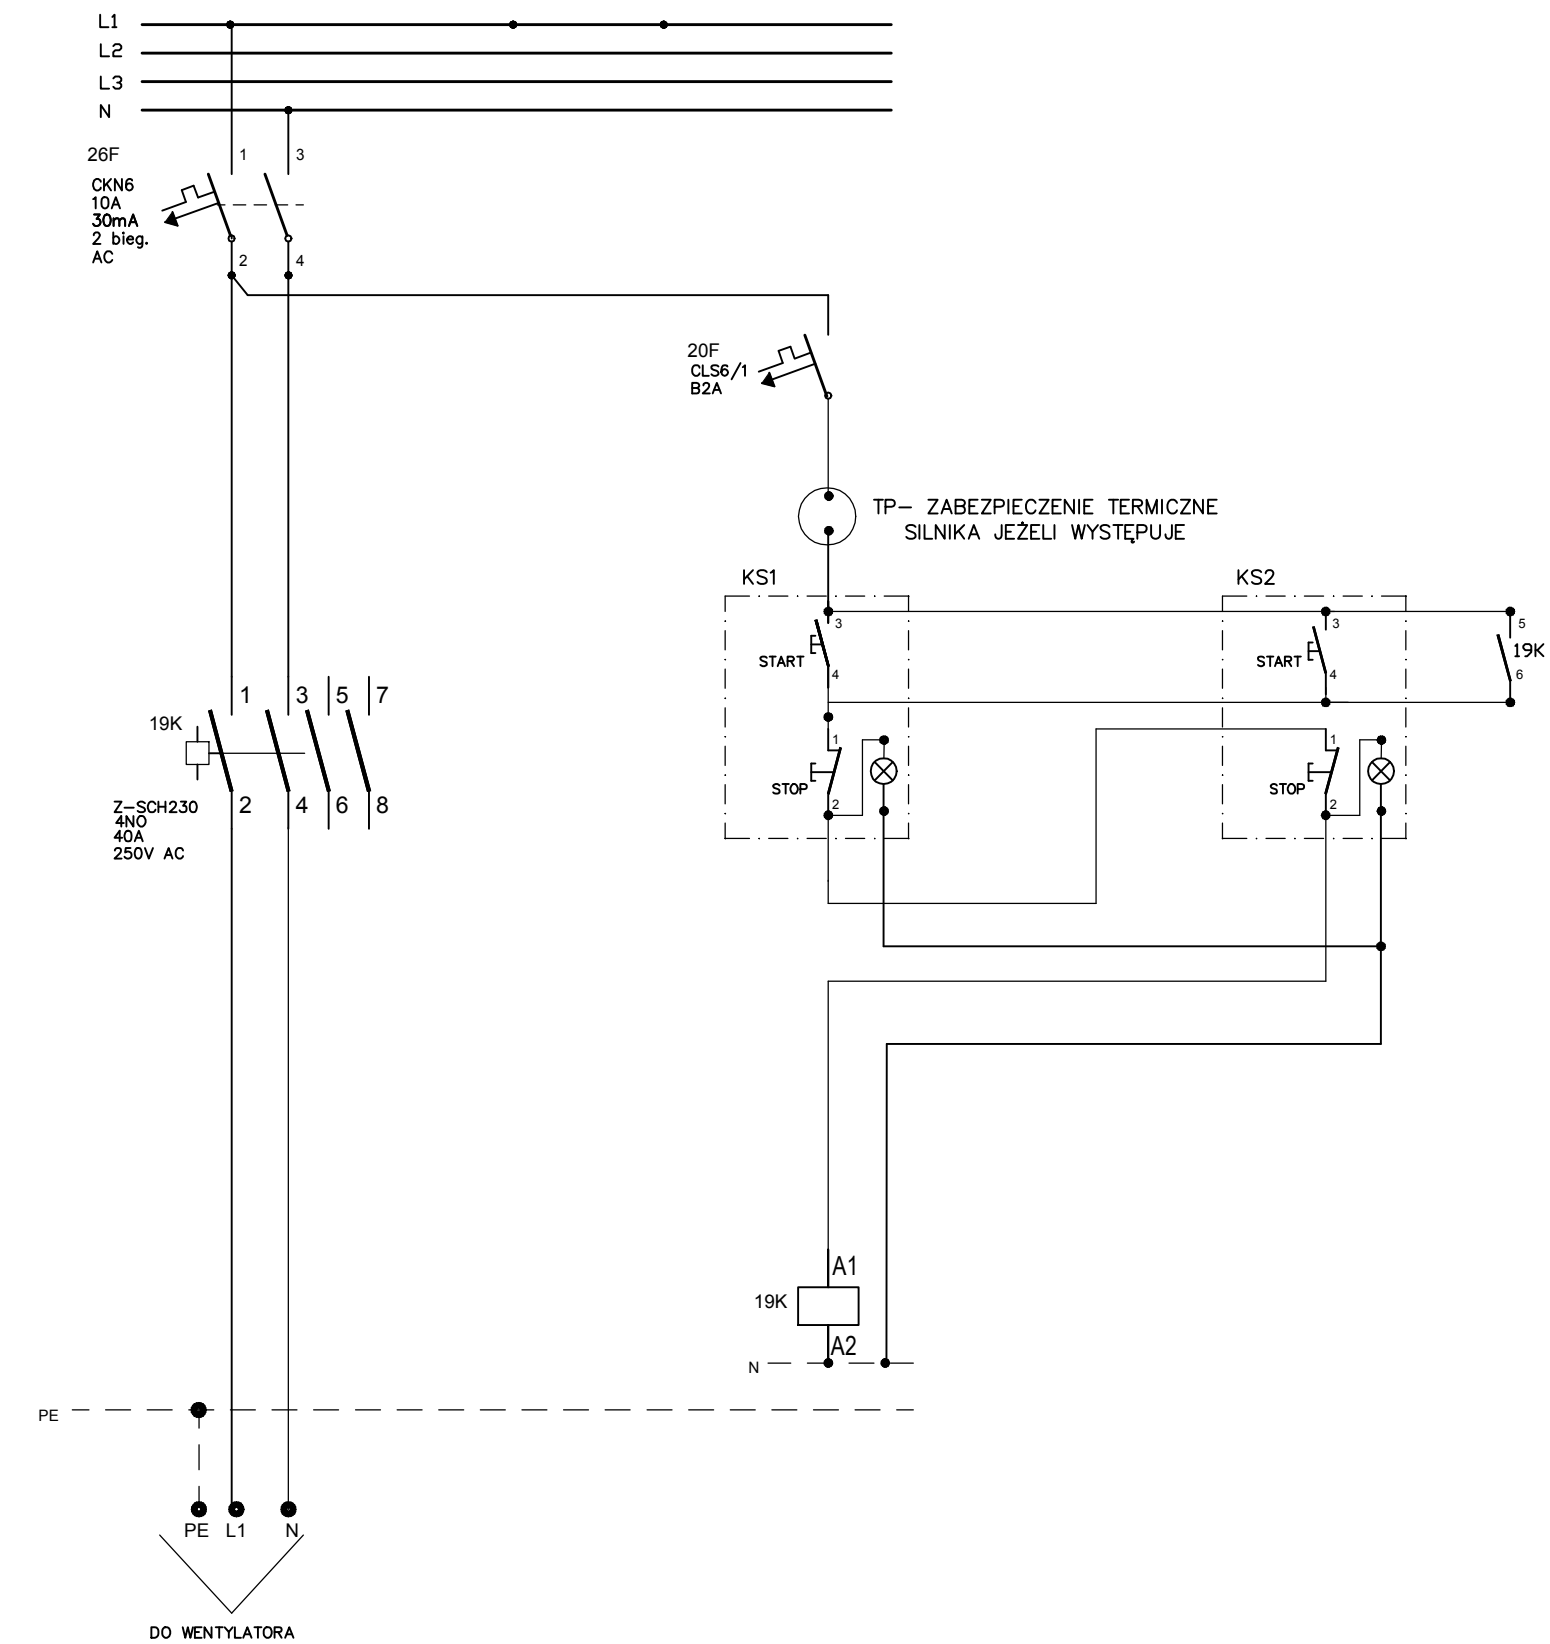 L1
L2
L3
N
26F
1
3
CKN6
10A
30mA
2 bieg.
AC
2
4
20F
CLS6/1
B2A
TP- ZABEZPIECZENIE TERMICZNE
SILNIKA JEŻELI WYSTĘPUJE
KS1
KS2
3
3
5
START
START
19K
4
4
6
1
3
5
7
19K
1
1
STOP
STOP
2
2
2
4
6
8
Z-SCH230
4NO
40A
250V AC
A1
19K
A2
N
PE
PE
L1
N
DO WENTYLATORA